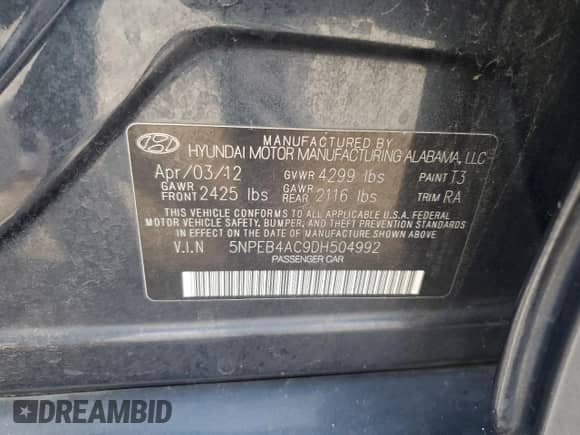 MANUFACTURED BY
HYUNDAI MOTOR MANUFACTURING ALABAMA, LLC
Apr/03/12 GVWR 4299 lbs PAINT T3
GAWR FRONT 2425 lbs GAWR REAR 2116 lbs TRIM RA
THIS VEHICLE CONFORMS TO ALL APPLICABLE U.S.A. FEDERAL
MOTOR VEHICLE SAFETY, BUMPER, AND THEFT PREVENTION STANDARDS
IN EFFECT ON THE DATE OF MANUFACTURE SHOWN ABOVE.
V.I.N 5NPEB4AC9DH504992
PASSENGER CAR
DREAMBID